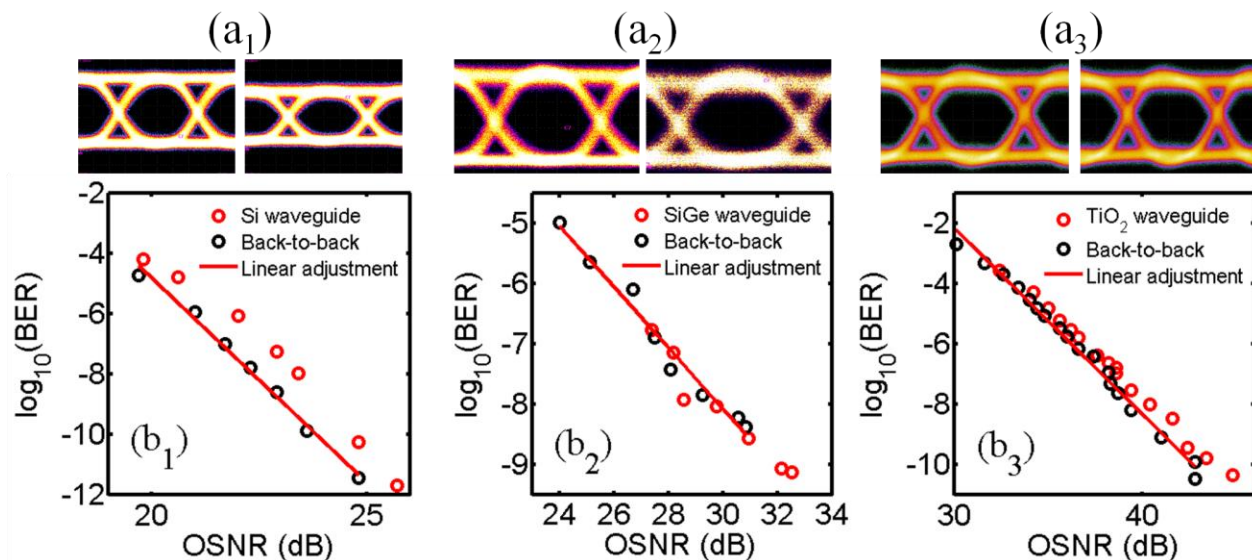 (a1) (a2) (a3)
-2
-4
-6
-8
-10
-12
log10(BER)
Si waveguide
Back-to-back
Linear adjustment
(b1)
20 25
OSNR (dB)
-5
-6
-7
-8
-9
log10(BER)
SiGe waveguide
Back-to-back
Linear adjustment
(b2)
24 26 28 30 32 34
OSNR (dB)
-2
-4
-6
-8
-10
log10(BER)
TiO2 waveguide
Back-to-back
Linear adjustment
(b3)
30 40
OSNR (dB)